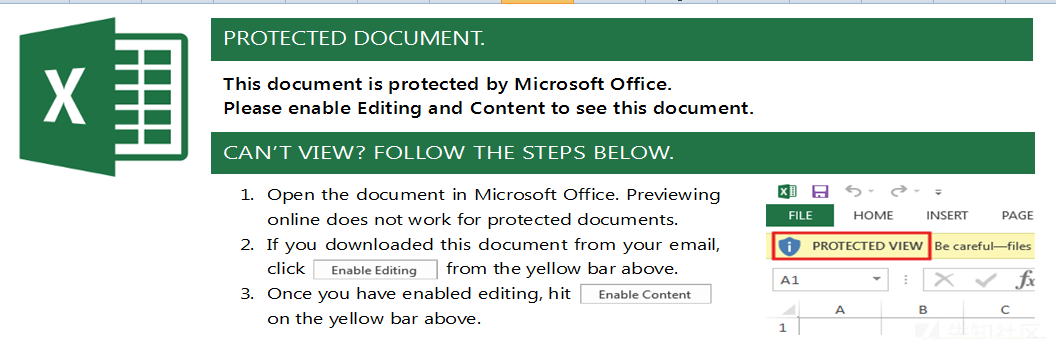 X
PROTECTED DOCUMENT.
This document is protected by Microsoft Office.
Please enable Editing and Content to see this document.
CAN'T VIEW? FOLLOW THE STEPS BELOW.
1. Open the document in Microsoft Office. Previewing
online does not work for protected documents.
2. If you downloaded this document from your email,
click Enable Editing from the yellow bar above.
3. Once you have enabled editing, hit Enable Content
on the yellow bar above.
FILE HOME INSERT PAGE
PROTECTED VIEW Be careful—files
A1 fx
A B C
1